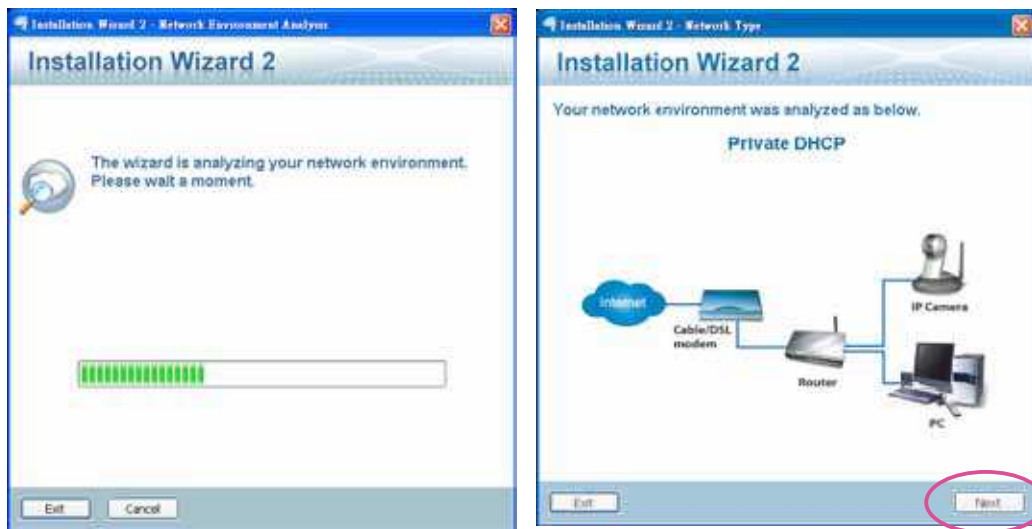 Installation Wizard 2 - Network Environment Analysis
Installation Wizard 2
The wizard is analyzing your network environment.
Please wait a moment.
Exit
Cancel
Installation Wizard 2 - Network Type
Installation Wizard 2
Your network environment was analyzed as below.
Private DHCP
Internet
Cable/DSL
modem
Router
IP Camera
PC
Exit
Next